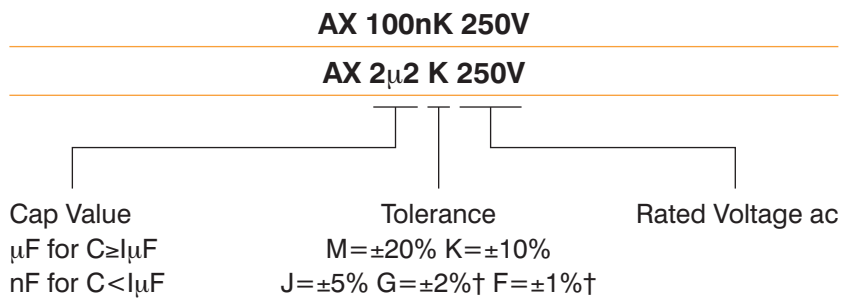 AX 100nK 250V
AX 2μ2 K 250V
Cap Value Tolerance Rated Voltage ac
μF for C≥IμF M=±20% K=±10%
nF for C<IμF J=±5% G=±2%† F=±1%†